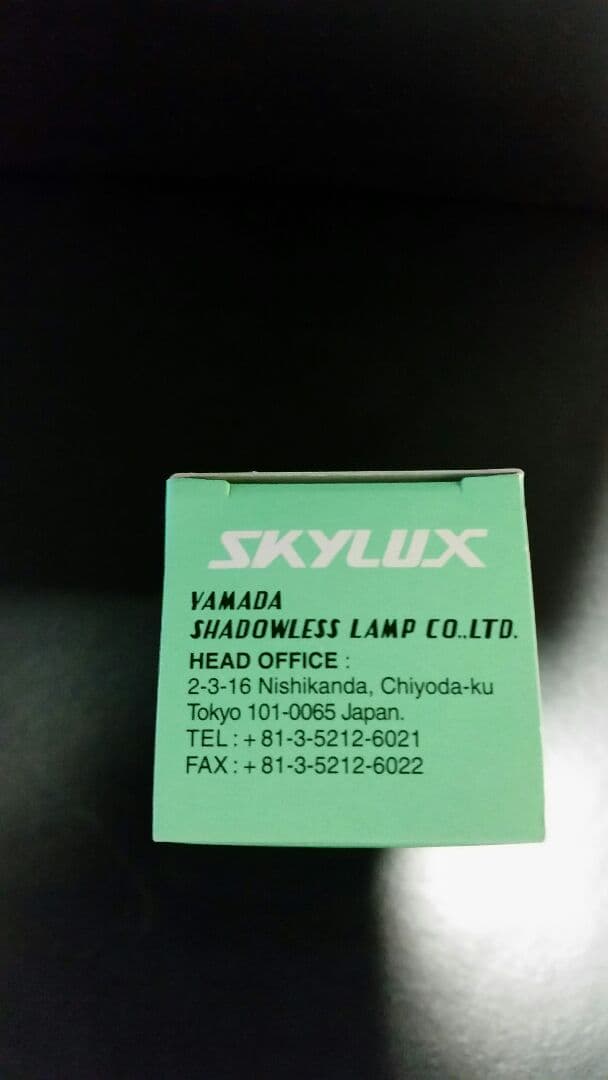 SKYLUX
YAMADA
SHADOWLESS LAMP CO.,LTD.
HEAD OFFICE :
2-3-16 Nishikanda, Chiyoda-ku
Tokyo 101-0065 Japan.
TEL : + 81-3-5212-6021
FAX : + 81-3-5212-6022